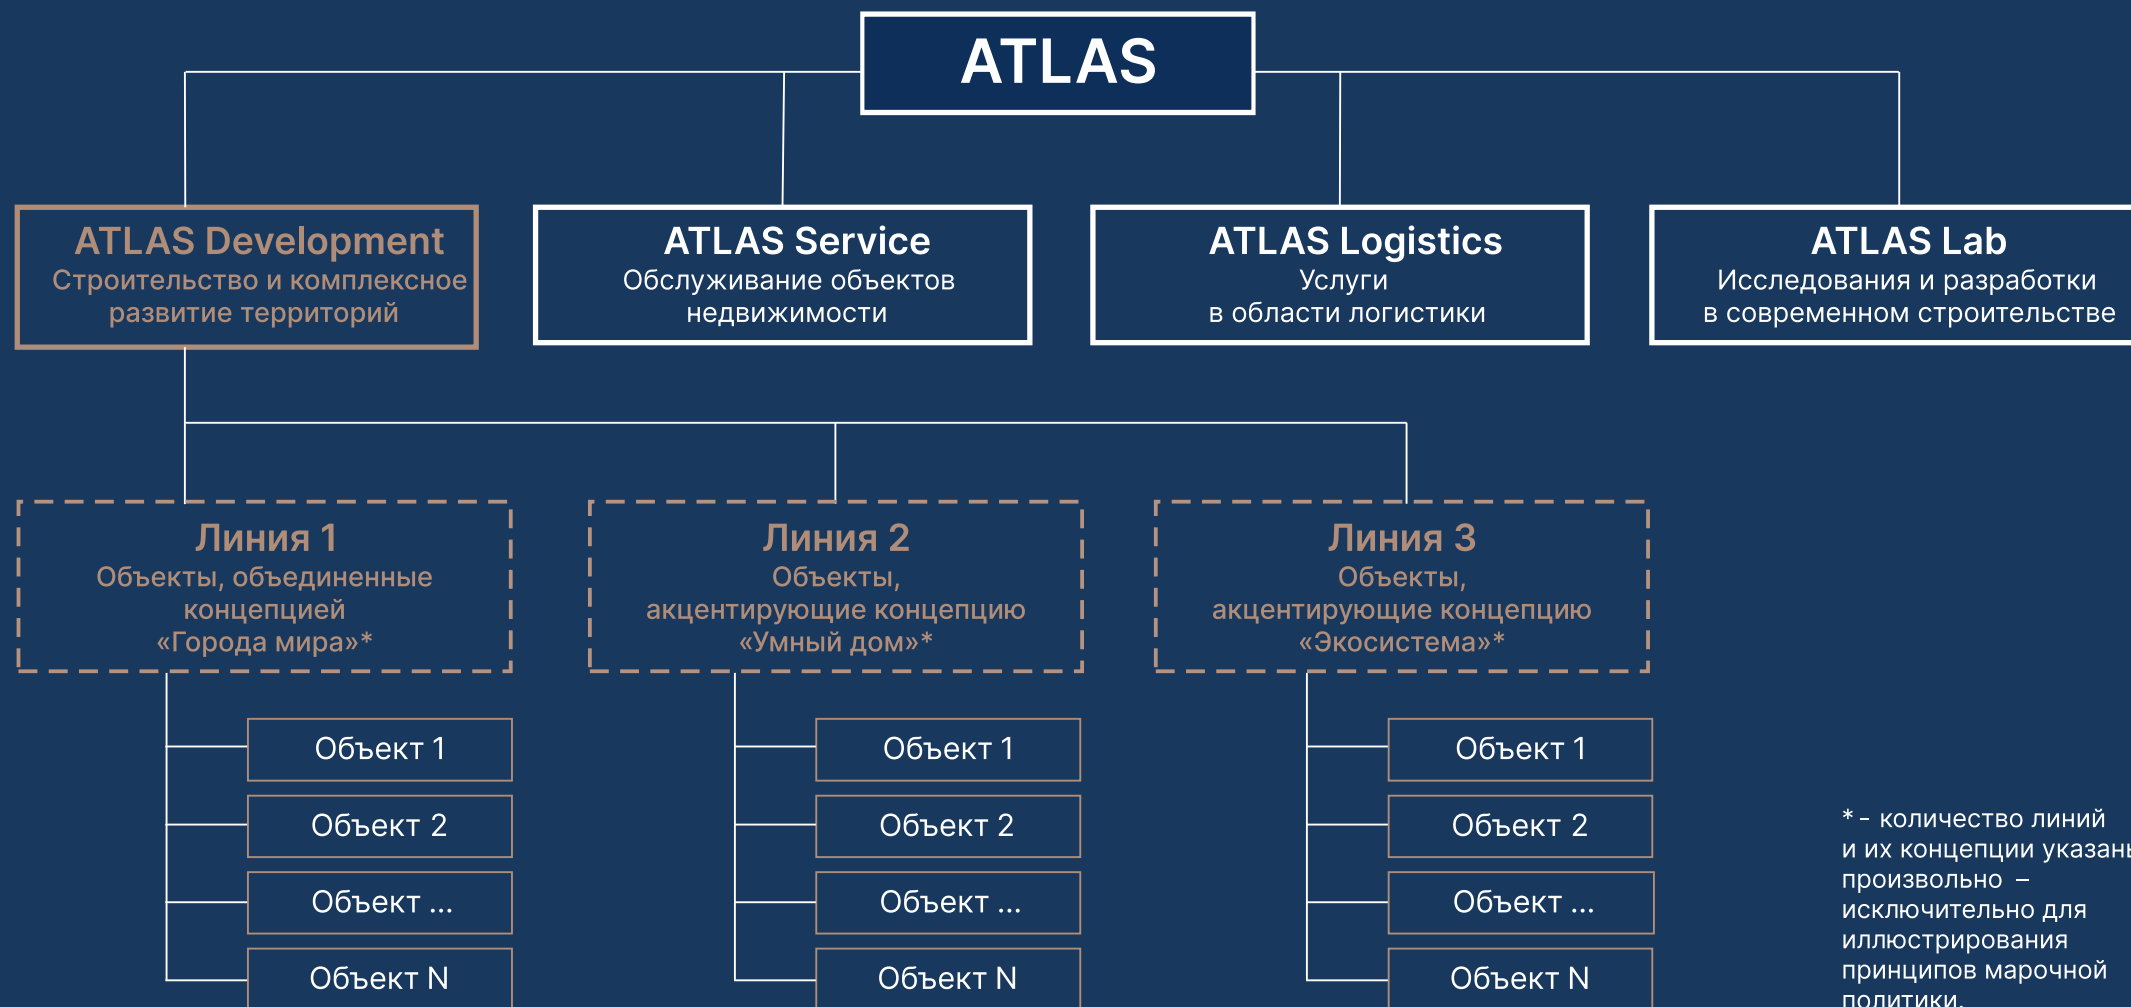 ATLAS
ATLAS Development
Строительство и комплексное
развитие территорий
ATLAS Service
Обслуживание объектов
недвижимости
ATLAS Logistics
Услуги
в области логистики
ATLAS Lab
Исследования и разработки
в современном строительстве
Линия 1
Объекты, объединенные
концепцией
«Города мира»*
Линия 2
Объекты,
акцентирующие концепцию
«Умный дом»*
Линия 3
Объекты,
акцентирующие концепцию
«Экосистема»*
Объект 1
Объект 2
Объект ...
Объект N
Объект 1
Объект 2
Объект ...
Объект N
Объект 1
Объект 2
Объект ...
Объект N
* - количество линий
и их концепции указаны
произвольно –
исключительно для
иллюстрирования
принципов марочной
политики.